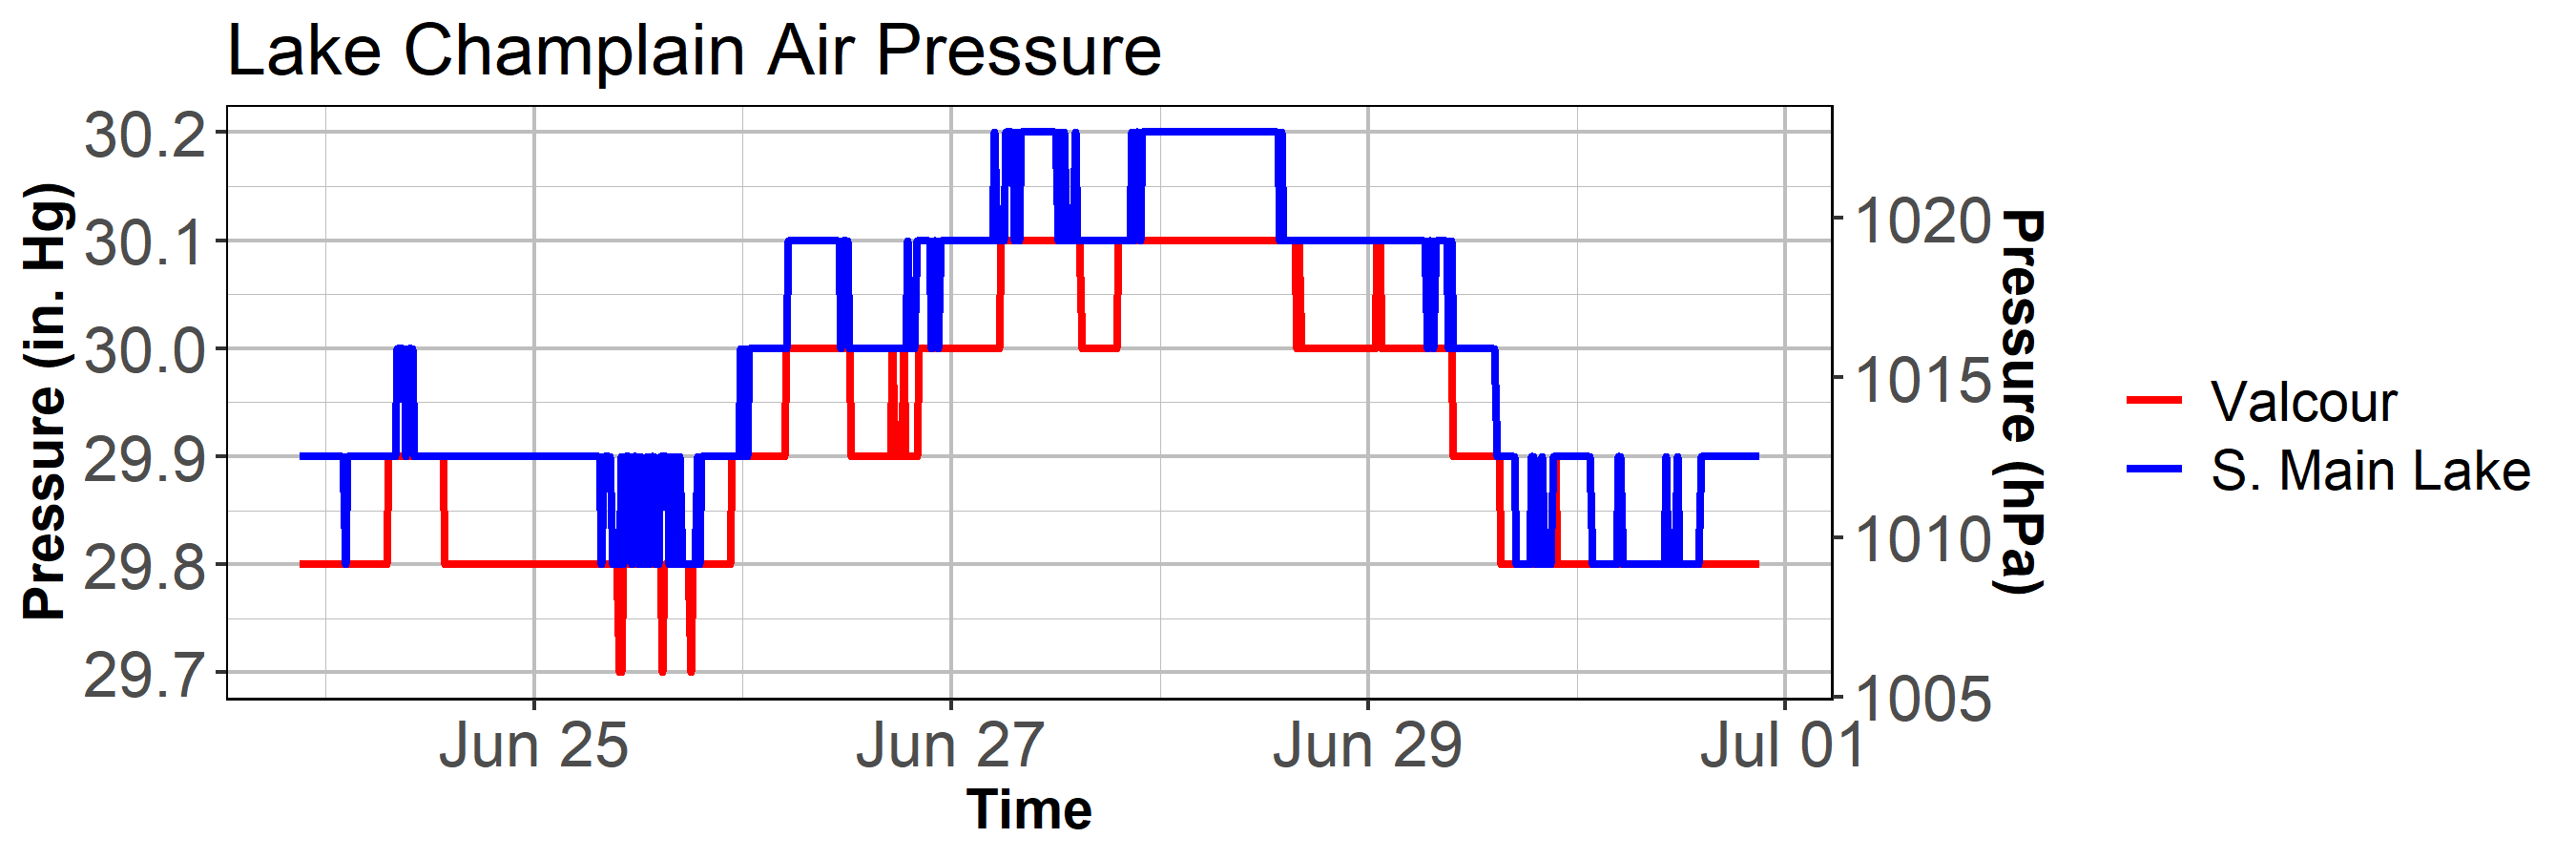 Lake Champlain Air Pressure
Pressure (in. Hg)
30.2
30.1
30.0
29.9
29.8
29.7
1020
1015
1010
1005
Pressure (hPa)
Jun 25
Jun 27
Jun 29
Jul 01
Time
Valcour
S. Main Lake